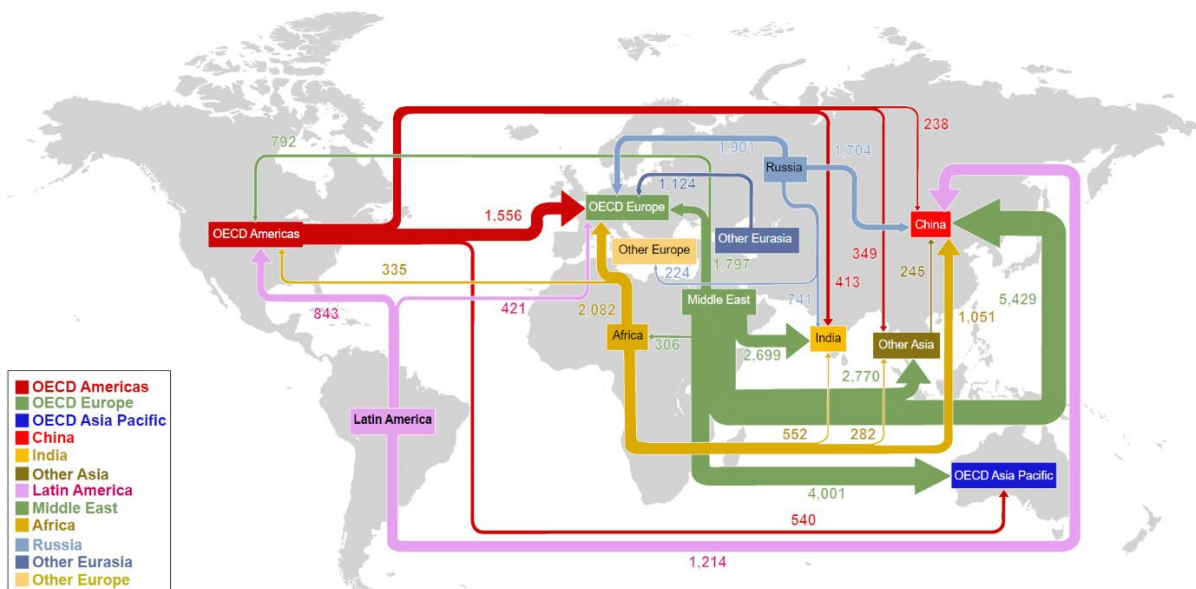 238
792
1,901
1,704
Russia
1,124
OECD Europe
1,556
China
OECD Americas
Other Eurasia
Other Europe
349
335
224
1,797
413
245
Middle East
843
421
2,082
741
5,429
1,051
Africa
306
India
Other Asia
2,699
2,770
Latin America
552
282
OECD Asia Pacific
4,001
540
1,214
OECD Americas
OECD Europe
OECD Asia Pacific
China
India
Other Asia
Latin America
Middle East
Africa
Russia
Other Eurasia
Other Europe